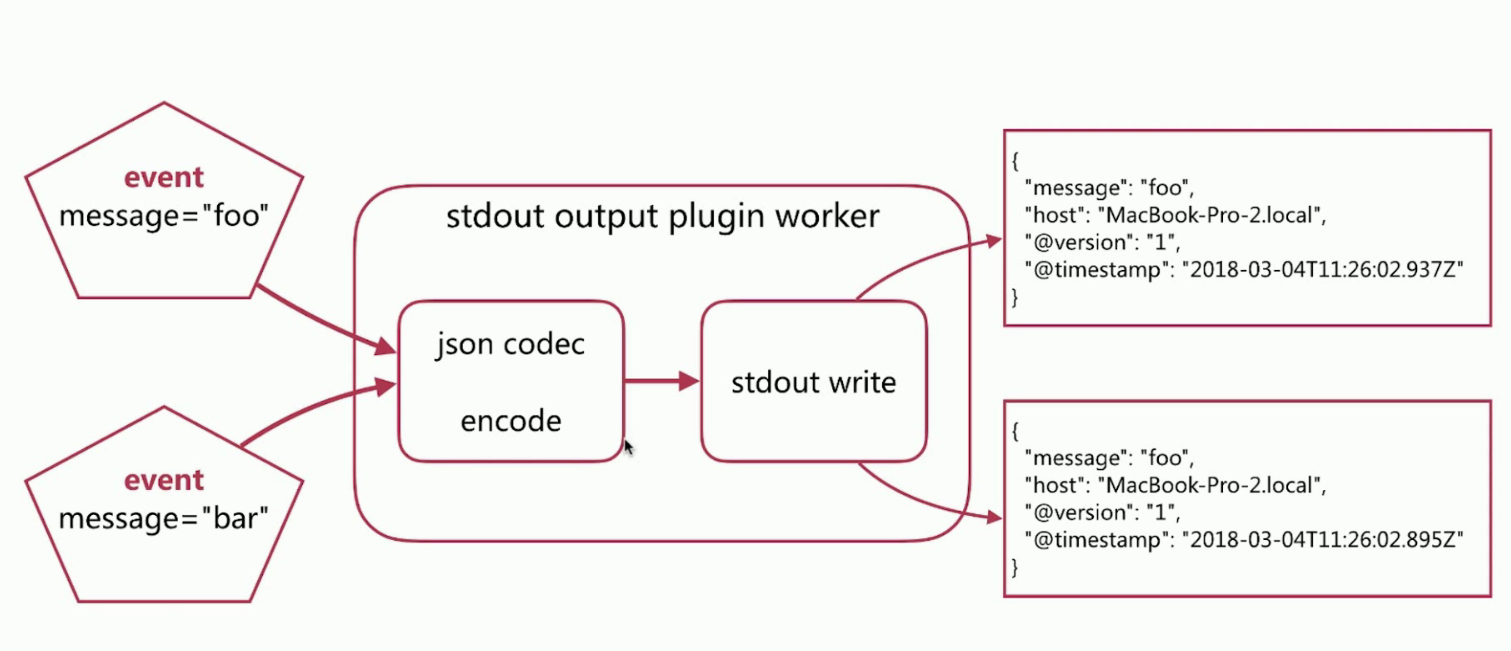 event
message="foo"
event
message="bar"
stdout output plugin worker
json codec
encode
stdout write
{
"message": "foo",
"host": "MacBook-Pro-2.local",
"@version": "1",
"@timestamp": "2018-03-04T11:26:02.937Z"
}
{
"message": "foo",
"host": "MacBook-Pro-2.local",
"@version": "1",
"@timestamp": "2018-03-04T11:26:02.895Z"
}